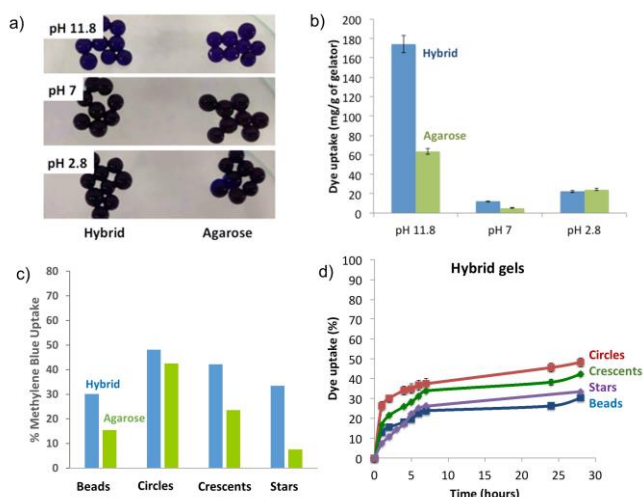 a)
pH 11.8
pH 7
pH 2.8
Hybrid Agarose
b)
Dye uptake (mg/g of gelator)
200
180
160
140
120
100
80
60
40
20
0
Hybrid
Agarose
pH 11.8 pH 7 pH 2.8
c)
% Methylene Blue Uptake
80
70
60
50
40
30
20
10
0
Hybrid
Agarose
Beads Circles Crescents Stars
d)
Hybrid gels
Dye uptake (%)
100
90
80
70
60
50
40
30
20
10
0
Circles
Crescents
Stars
Beads
0 5 10 15 20 25 30
Time (hours)